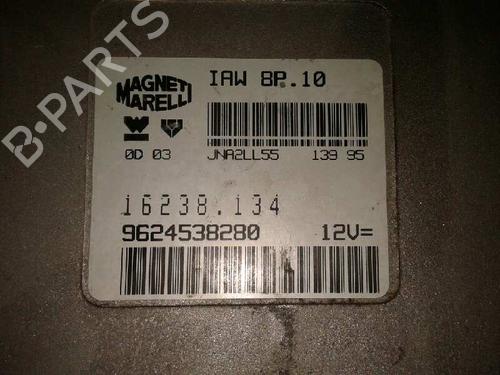 B-PARTS
MAGNETI
MARELLI
IAW 8P.10
0D 03
JNA2LL55
139 95
16238.134
9624538280
12V=